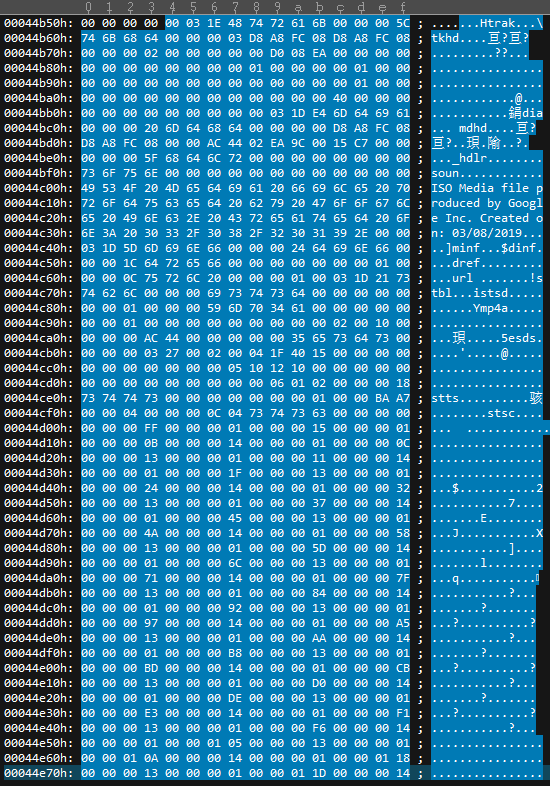 0 1 2 3 4 5 6 7 8 9 a b c d e f
00044b50h: 00 00 00 00 00 03 1E 48 74 72 61 6B 00 00 00 5C ; .......Htrak...\
00044b60h: 74 6B 68 64 00 00 00 03 D8 A8 FC 08 D8 A8 FC 08 ; tkhd....亘?亘?
00044b70h: 00 00 00 02 00 00 00 00 00 D0 08 EA 00 00 00 00 ; .........??....
00044b80h: 00 00 00 00 00 00 00 00 01 00 00 00 01 00 00 ; ................
00044b90h: 00 00 00 00 00 00 00 00 00 00 00 00 01 00 00 ; ................
00044ba0h: 00 00 00 00 00 00 00 00 00 00 40 00 00 00 00 ; ............@...
00044bb0h: 00 00 00 00 00 00 00 00 00 03 1D E4 6D 64 69 61 ; ...........鋗dia
00044bc0h: 00 00 00 20 6D 64 68 64 00 00 00 00 D8 A8 FC 08 ; ... mdhd....亘?
00044bd0h: D8 A8 FC 08 00 00 AC 44 02 EA 9C 00 15 C7 00 00 ; 亘?..珼.隃..?.
00044be0h: 00 00 00 5F 68 64 6C 72 00 00 00 00 00 00 00 00 ; ..._hdlr........
00044bf0h: 73 6F 75 6E 00 00 00 00 00 00 00 00 00 00 00 00 ; soun............
00044c00h: 49 53 4F 20 4D 65 64 69 61 20 66 69 6C 65 20 70 ; ISO Media file p
00044c10h: 72 6F 64 75 63 65 64 20 62 79 20 47 6F 6F 67 6C ; roduced by Googl
00044c20h: 65 20 49 6E 63 2E 20 43 72 65 61 74 65 64 20 6F ; e Inc. Created o
00044c30h: 6E 3A 20 30 33 2F 30 38 2F 32 30 31 39 2E 00 00 ; n: 03/08/2019...
00044c40h: 03 1D 5D 6D 69 6E 66 00 00 00 24 64 69 6E 66 00 ; ..]minf...$dinf.
00044c50h: 00 00 1C 64 72 65 66 00 00 00 00 00 00 00 01 00 ; ...dref.........
00044c60h: 00 00 0C 75 72 6C 20 00 00 00 01 00 03 1D 21 73 ; ...url .......!s
00044c70h: 74 62 6C 00 00 00 69 73 74 73 64 00 00 00 00 00 ; tbl...istsd.....
00044c80h: 00 00 01 00 00 00 59 6D 70 34 61 00 00 00 00 00 ; ......Ymp4a.....
00044c90h: 00 00 01 00 00 00 00 00 00 00 00 00 02 00 10 00 ; ................
00044ca0h: 00 00 00 AC 44 00 00 00 00 00 35 65 73 64 73 00 ; ...珼.....5esds.
00044cb0h: 00 00 00 03 27 00 02 00 04 1F 40 15 00 00 00 00 ; ....'.....@.....
00044cc0h: 00 00 00 00 00 00 00 05 10 12 10 00 00 00 00 00 ; ................
00044cd0h: 00 00 00 00 00 00 00 00 00 06 01 02 00 00 00 18 ; ................
00044ce0h: 73 74 74 73 00 00 00 00 00 00 00 01 00 00 BA A7 ; stts..........骇
00044cf0h: 00 00 04 00 00 00 0C 04 73 74 73 63 00 00 00 00 ; ........stsc....
00044d00h: 00 00 00 FF 00 00 00 01 00 00 00 15 00 00 00 01 ; ................
00044d10h: 00 00 00 0B 00 00 00 14 00 00 00 01 00 00 00 0C ; ................
00044d20h: 00 00 00 13 00 00 00 01 00 00 00 11 00 00 00 14 ; ................
00044d30h: 00 00 00 01 00 00 00 1F 00 00 00 13 00 00 00 01 ; ................
00044d40h: 00 00 00 24 00 00 00 14 00 00 00 01 00 00 00 32 ; ...$...........2
00044d50h: 00 00 00 13 00 00 00 01 00 00 00 37 00 00 00 14 ; ...........7....
00044d60h: 00 00 00 01 00 00 00 45 00 00 00 13 00 00 00 01 ; .......E........
00044d70h: 00 00 00 4A 00 00 00 14 00 00 00 01 00 00 00 58 ; ...J...........X
00044d80h: 00 00 00 13 00 00 00 01 00 00 00 5D 00 00 00 14 ; ...........]....
00044d90h: 00 00 00 01 00 00 00 6C 00 00 00 13 00 00 00 01 ; .......l........
00044da0h: 00 00 00 71 00 00 00 14 00 00 00 01 00 00 00 7F ; ...q...........
00044db0h: 00 00 00 13 00 00 00 01 00 00 00 84 00 00 00 14 ; ...........?...
00044dc0h: 00 00 00 01 00 00 00 92 00 00 00 13 00 00 00 01 ; .......?.......
00044dd0h: 00 00 00 97 00 00 00 14 00 00 00 01 00 00 00 A5 ; ...?..........?
00044de0h: 00 00 00 13 00 00 00 01 00 00 00 AA 00 00 00 14 ; ...........?...
00044df0h: 00 00 00 01 00 00 00 B8 00 00 00 13 00 00 00 01 ; .......?.......
00044e00h: 00 00 00 BD 00 00 00 14 00 00 00 01 00 00 00 CB ; ...?..........?
00044e10h: 00 00 00 13 00 00 00 01 00 00 00 D0 00 00 00 14 ; ...........?...
00044e20h: 00 00 00 01 00 00 00 DE 00 00 00 13 00 00 00 01 ; .......?.......
00044e30h: 00 00 00 E3 00 00 00 14 00 00 00 01 00 00 00 F1 ; ...?..........?
00044e40h: 00 00 00 13 00 00 00 01 00 00 00 F6 00 00 00 14 ; ...........?...
00044e50h: 00 00 00 01 00 00 01 05 00 00 00 13 00 00 00 01 ; ................
00044e60h: 00 00 01 0A 00 00 00 14 00 00 00 01 00 00 01 18 ; ................
00044e70h: 00 00 00 13 00 00 00 01 00 00 01 1D 00 00 00 14 ; ................